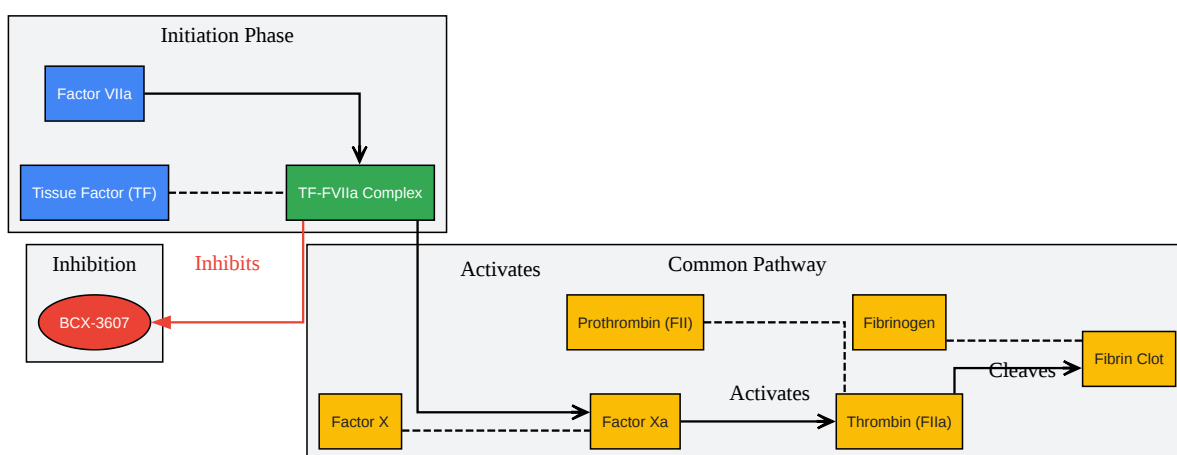 Initiation Phase
Factor VIIa
Tissue Factor (TF)
TF-FVIIa Complex
Inhibition
Inhibits
BCX-3607
Activates
Common Pathway
Prothrombin (FII)
Fibrinogen
Fibrin Clot
Cleaves
Activates
Factor X
Factor Xa
Thrombin (FIIa)